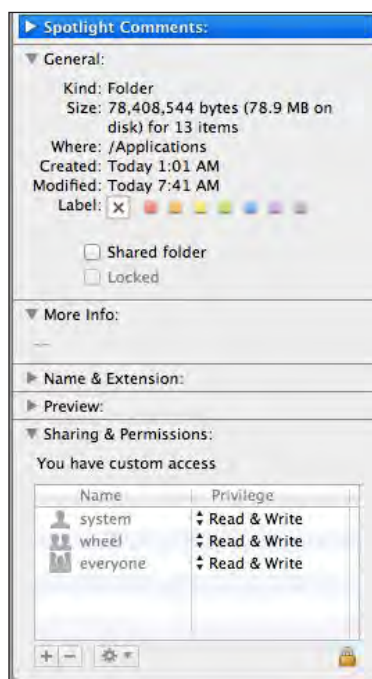 Spotlight Comments:
General:
Kind: Folder
Size: 78,408,544 bytes (78.9 MB on
disk) for 13 items
Where: /Applications
Created: Today 1:01 AM
Modified: Today 7:41 AM
Label:
Shared folder
Locked
More Info:
--
Name & Extension:
Preview:
Sharing & Permissions:
You have custom access
Name Privilege
system Read & Write
wheel Read & Write
everyone Read & Write